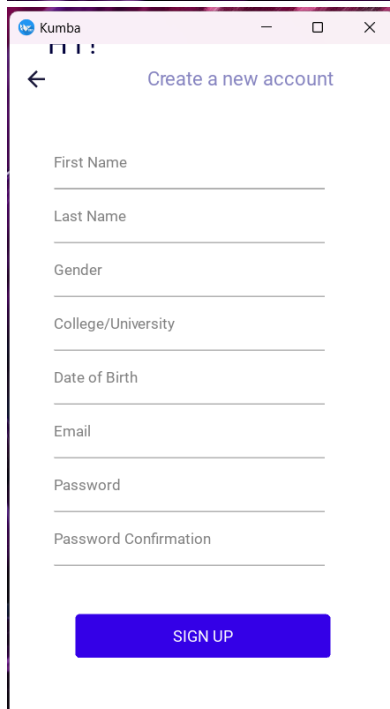 Kumba
HI!
Create a new account
First Name
Last Name
Gender
College/University
Date of Birth
Email
Password
Password Confirmation
SIGN UP